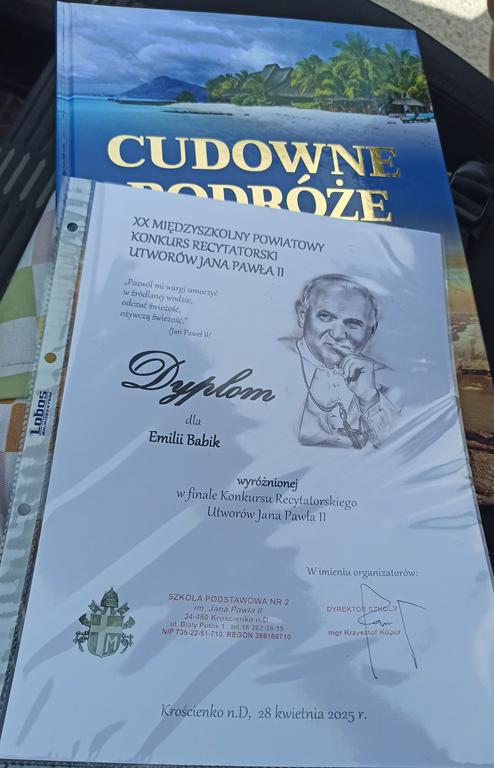 CUDOWNE
PODRÓŻE
XX MIĘDZYSZKOLNY POWIATOWY
KONKURS RECYTATORSKI
UTWORÓW JANA PAWŁA II
„Pozwól mi wargi umoczyć
w źródlanej wodzie,
odczuć świeżość,
ożywczą świeżość."
/Jan Paweł II/
Dyplom
dla
Emilii Babik
wyróżnionej
w finale Konkursu Recytatorskiego
Utworów Jana Pawła II
W imieniu organizatorów:
SZKOŁA PODSTAWOWA NR 2
im. Jana Pawła II
34-450 Krościenko n.D.
ul. Biały Potok 1, tel.18 262-36-15
NIP 735-22-51-710, REGON 368186710
DYREKTOR SZKOŁY
mgr Krzysztof Koper
M
Krościenko n.D, 28 kwietnia 2025 r.
Lobos